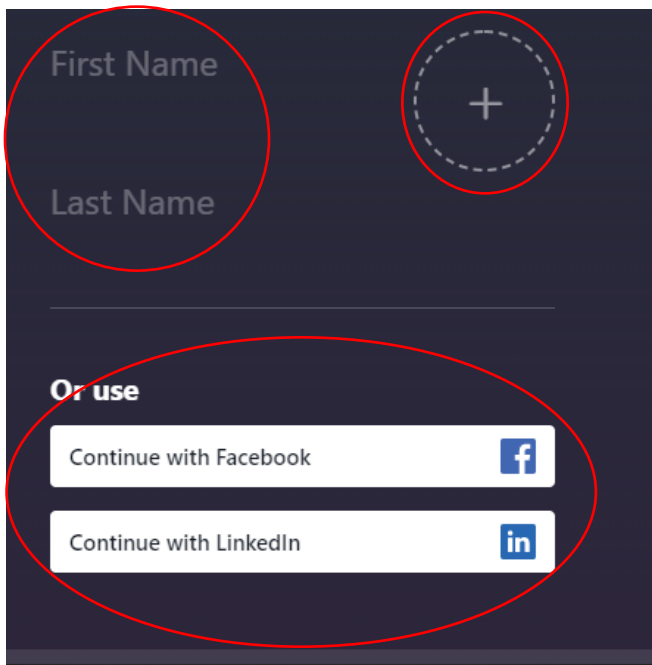 First Name
Last Name
Or use
Continue with Facebook
Continue with LinkedIn